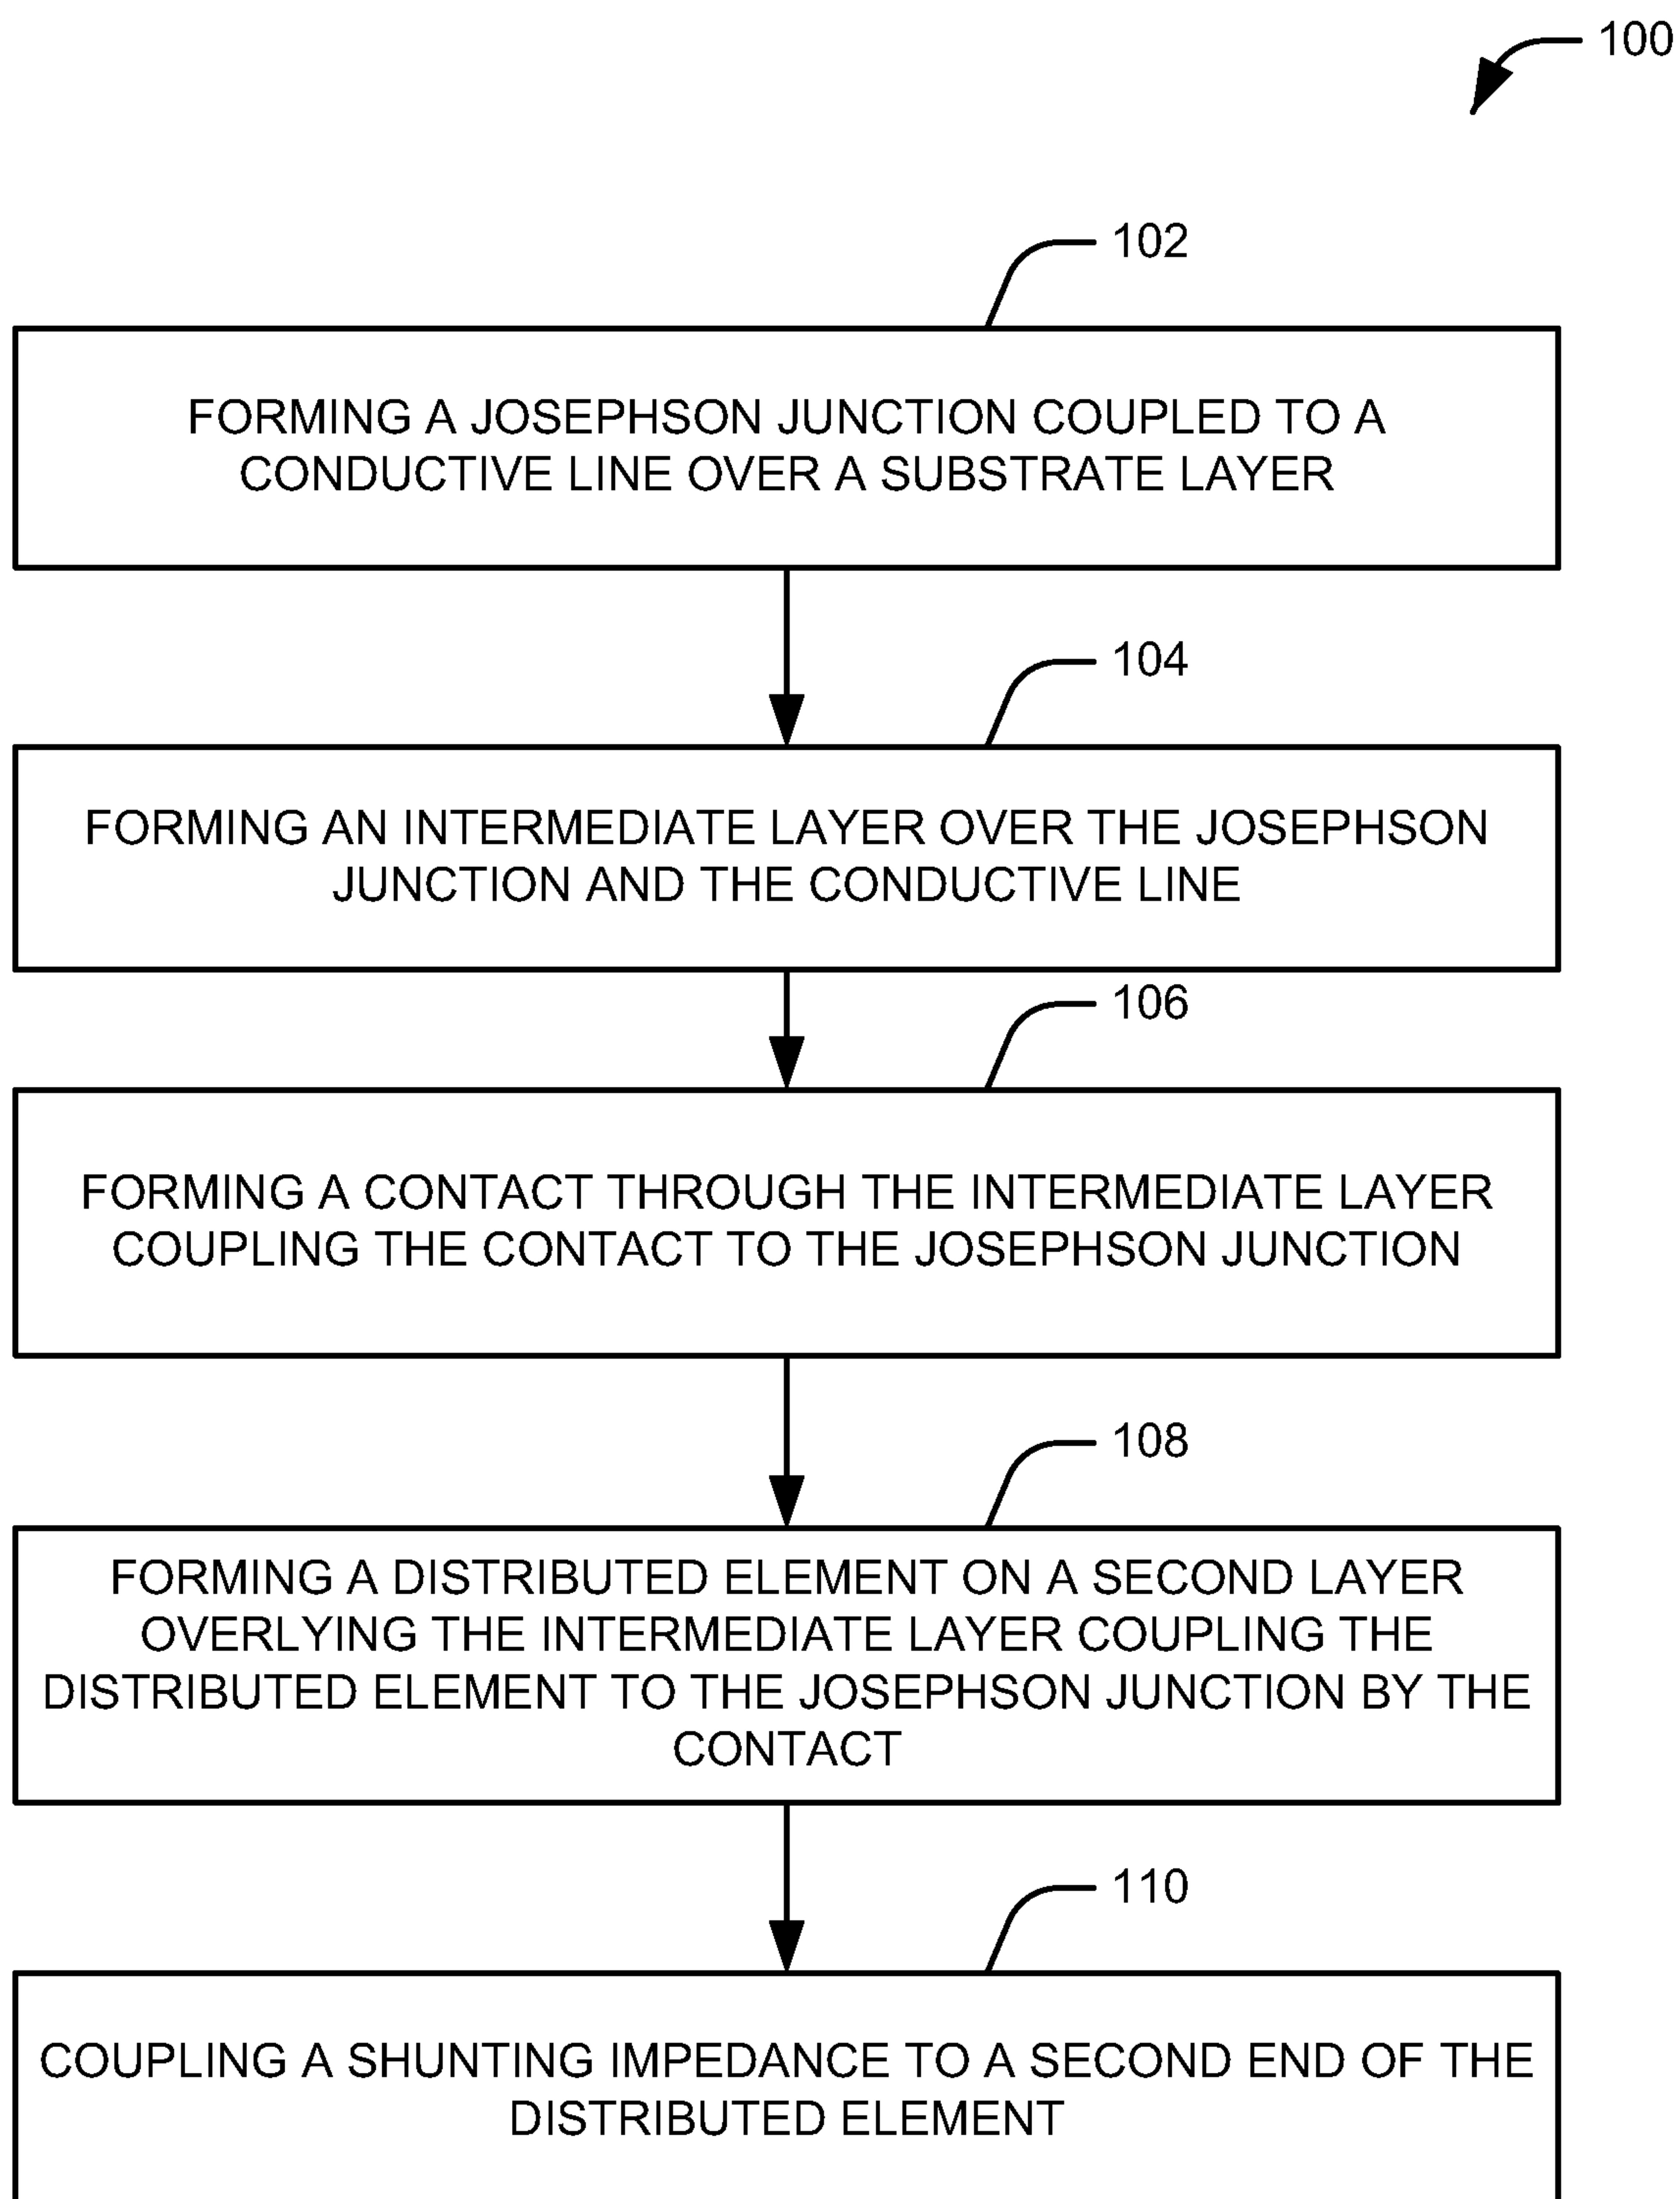 100
102
FORMING A JOSEPHSON JUNCTION COUPLED TO A
CONDUCTIVE LINE OVER A SUBSTRATE LAYER
104
FORMING AN INTERMEDIATE LAYER OVER THE JOSEPHSON
JUNCTION AND THE CONDUCTIVE LINE
106
FORMING A CONTACT THROUGH THE INTERMEDIATE LAYER
COUPLING THE CONTACT TO THE JOSEPHSON JUNCTION
108
FORMING A DISTRIBUTED ELEMENT ON A SECOND LAYER
OVERLYING THE INTERMEDIATE LAYER COUPLING THE
DISTRIBUTED ELEMENT TO THE JOSEPHSON JUNCTION BY THE
CONTACT
110
COUPLING A SHUNTING IMPEDANCE TO A SECOND END OF THE
DISTRIBUTED ELEMENT